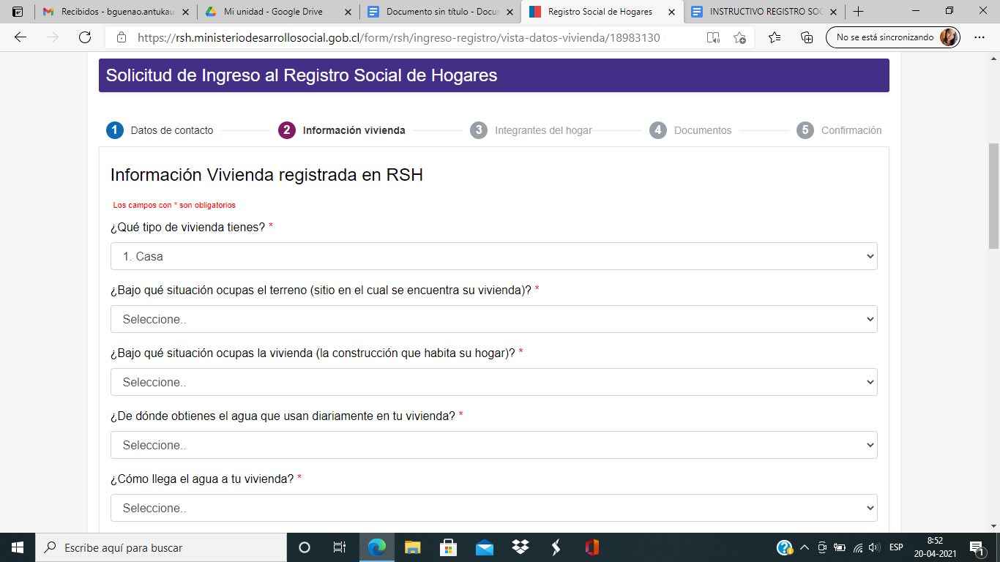 Recibidos - bguenao.antukau
Mi unidad - Google Drive
Documento sin título - Docum
Registro Social de Hogares
INSTRUCTIVO REGISTRO SOC
https://rsh.ministeriodesarrollosocial.gob.cl/form/rsh/ingreso-registro/vista-datos-vivienda/18983130
No se está sincronizando
Solicitud de Ingreso al Registro Social de Hogares
1 Datos de contacto
2 Información vivienda
3 Integrantes del hogar
4 Documentos
5 Confirmación
Información Vivienda registrada en RSH
Los campos con * son obligatorios
¿Qué tipo de vivienda tienes? *
1. Casa
¿Bajo qué situación ocupas el terreno (sitio en el cual se encuentra su vivienda)? *
Seleccione..
¿Bajo qué situación ocupas la vivienda (la construcción que habita su hogar)? *
Seleccione..
¿De dónde obtienes el agua que usan diariamente en tu vivienda? *
Seleccione..
¿Cómo llega el agua a tu vivienda? *
Seleccione..
Escribe aquí para buscar
ESP
8:52
20-04-2021
1